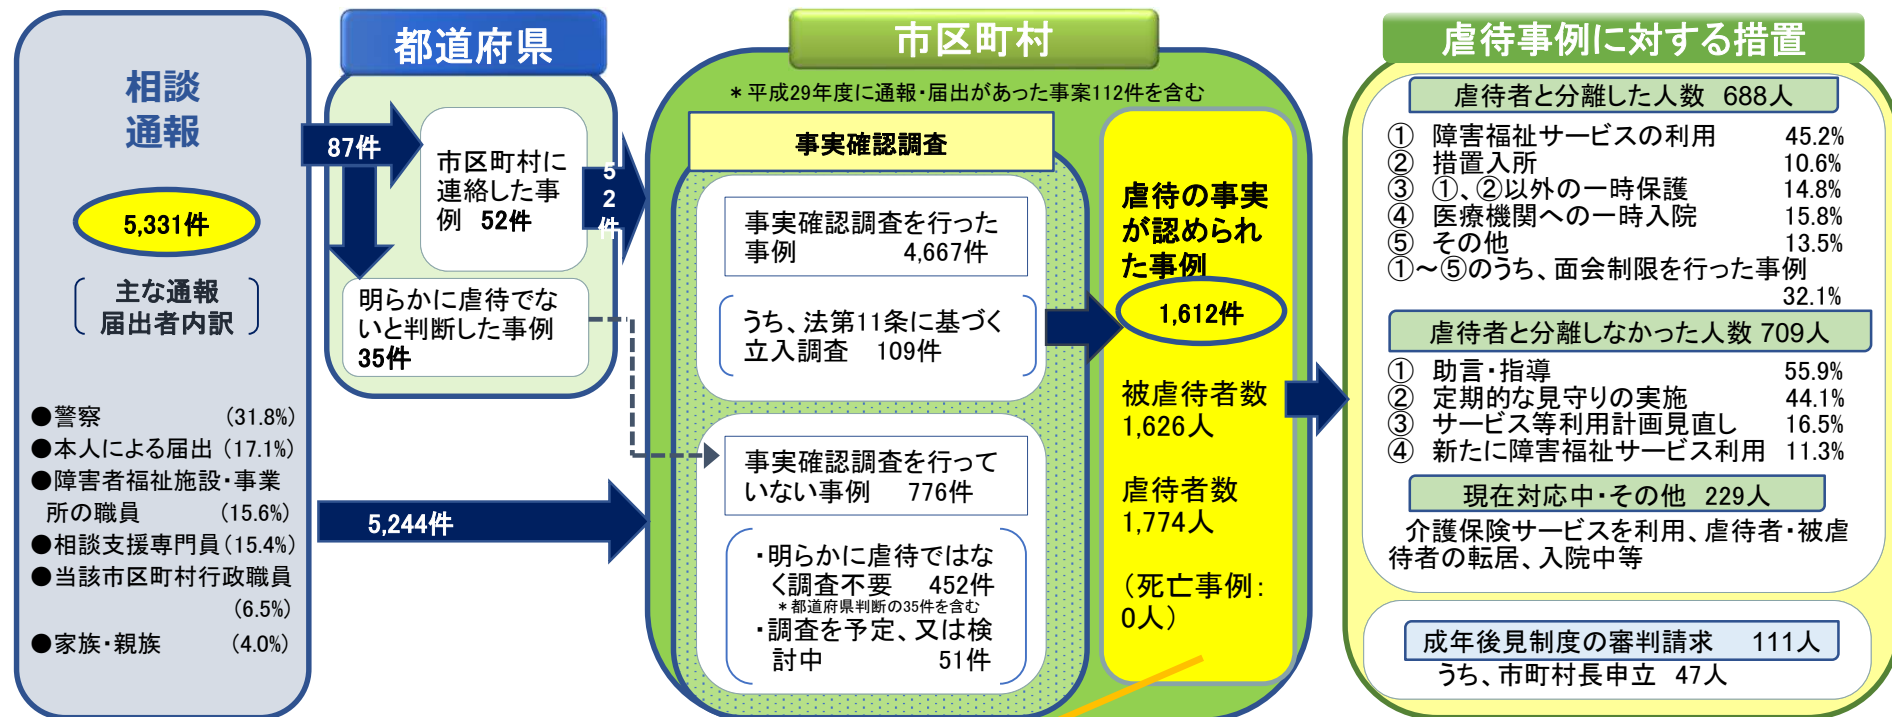 相談
通報
5,331件
主な通報
届出者内訳
●警察 (31.8%)
●本人による届出 (17.1%)
●障害者福祉施設・事業
所の職員 (15.6%)
●相談支援専門員(15.4%)
●当該市区町村行政職員
(6.5%)
●家族・親族 (4.0%)
都道府県
87件
市区町村に
連絡した事
例 52件
52件
明らかに虐待でな
いと判断した事例
35件
5,244件
市区町村
*平成29年度に通報・届出があった事案112件を含む
事実確認調査
事実確認調査を行った
事例 4,667件
うち、法第11条に基づく
立入調査 109件
事実確認調査を行って
いない事例 776件
・明らかに虐待ではな
く調査不要 452件
*都道府県判断の35件を含む
・調査を予定、又は検
討中 51件
虐待の事実
が認められ
た事例
1,612件
被虐待者数
1,626人
虐待者数
1,774人
(死亡事例:
0人)
虐待事例に対する措置
虐待者と分離した人数 688人
① 障害福祉サービスの利用 45.2%
② 措置入所 10.6%
③ ①、②以外の一時保護 14.8%
④ 医療機関への一時入院 15.8%
⑤ その他 13.5%
①～⑤のうち、面会制限を行った事例
32.1%
虐待者と分離しなかった人数 709人
① 助言・指導 55.9%
② 定期的な見守りの実施 44.1%
③ サービス等利用計画見直し 16.5%
④ 新たに障害福祉サービス利用 11.3%
現在対応中・その他 229人
介護保険サービスを利用、虐待者・被虐
待者の転居、入院中等
成年後見制度の審判請求 111人
うち、市町村長申立 47人